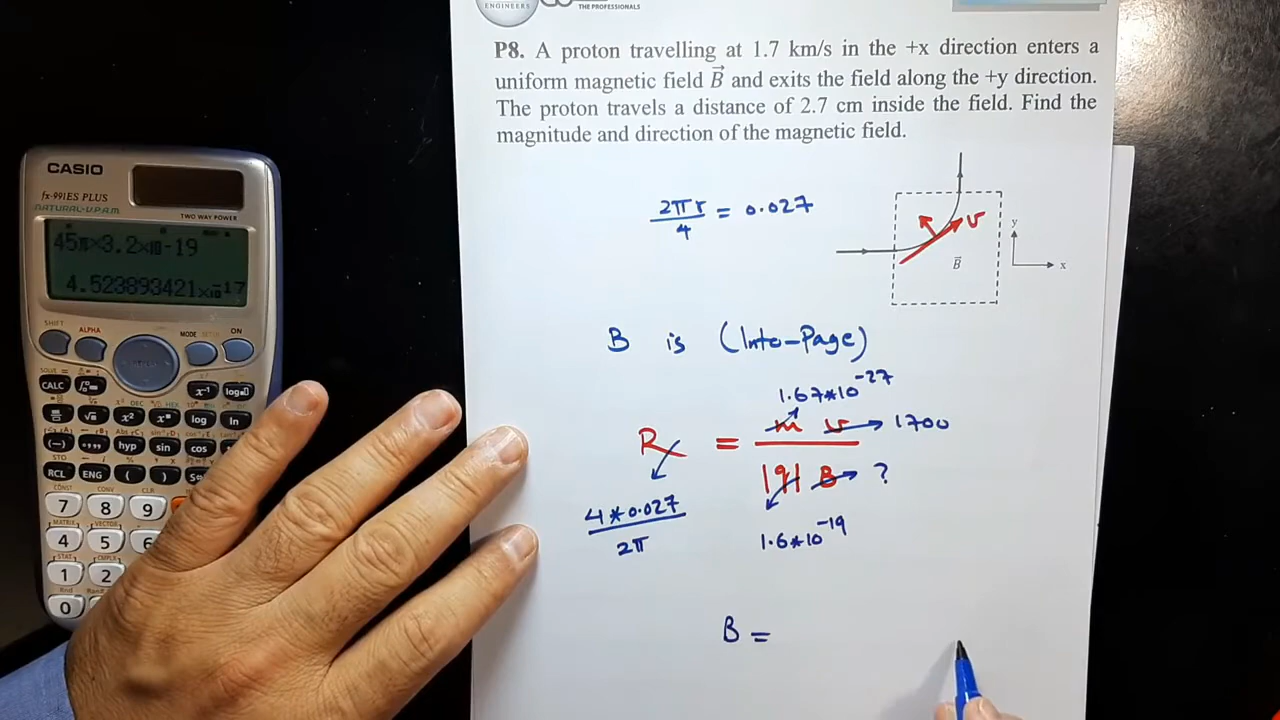 ENGINEERS
THE PROFESSIONALS
P8. A proton travelling at 1.7 km/s in the +x direction enters a
uniform magnetic field B⃗ and exits the field along the +y direction.
The proton travels a distance of 2.7 cm inside the field. Find the
magnitude and direction of the magnetic field.
2πr/4 = 0.027
v
B⃗
y
x
B is (Into-Page)
1.67*10^-27
R = m v / |q| B
1700
?
4*0.027 / 2π
1.6*10^-19
B =
CASIO
fx-991ES PLUS
NATURAL-V.P.A.M.
TWO WAY POWER
45π×3.2×10-19
4.523893421×10-17
SHIFT
ALPHA
MODE
ON
CALC
log
ln
hyp
sin
cos
RCL
ENG
(
)
7
8
9
4
5
6
1
2
0